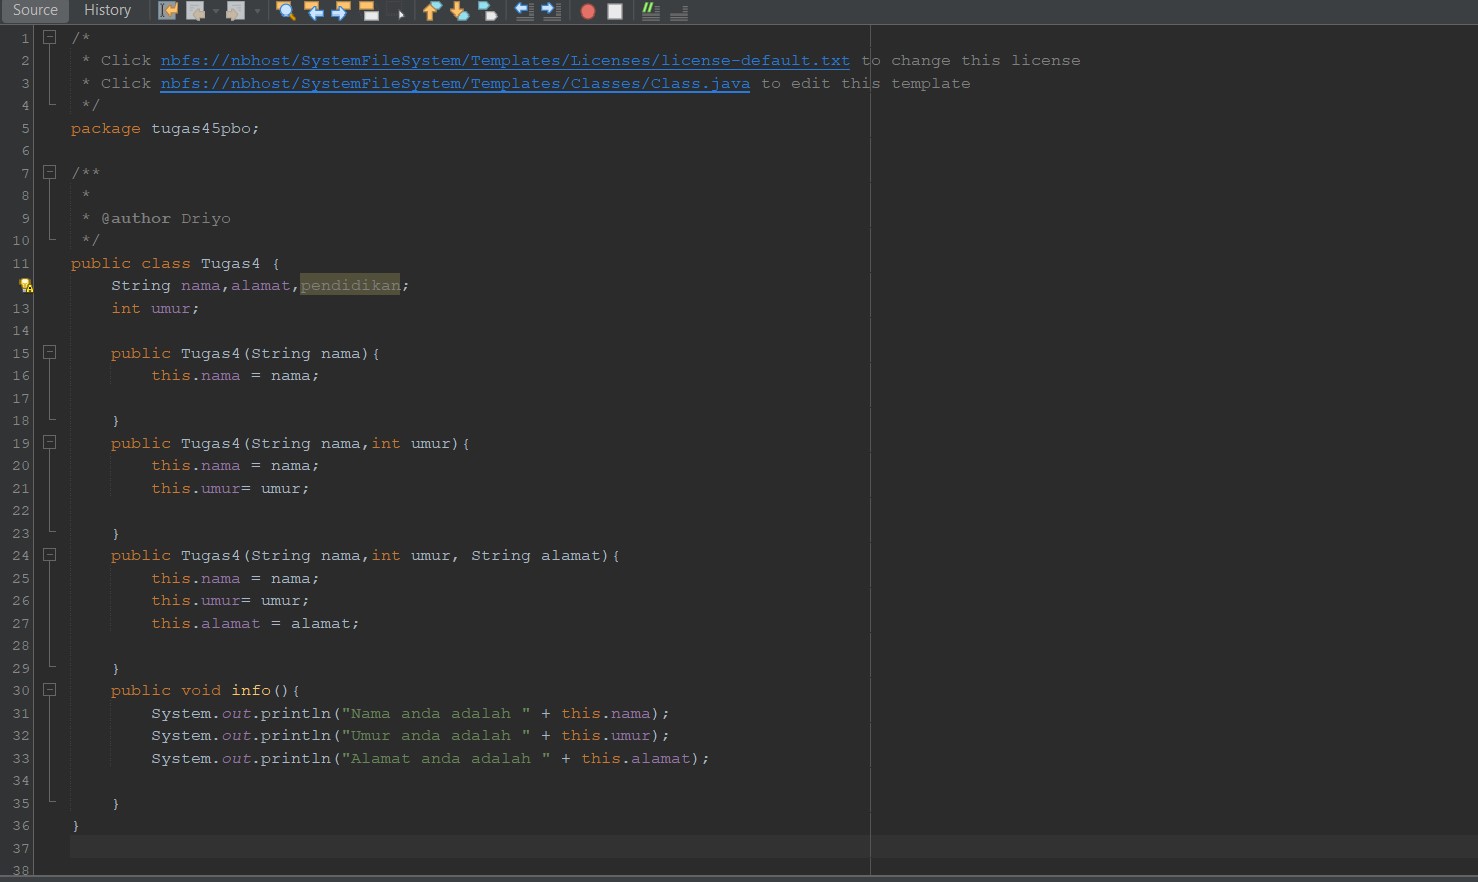 Source History
1 /*
2  * Click nbfs://nbhost/SystemFileSystem/Templates/Licenses/license-default.txt to change this license
3  * Click nbfs://nbhost/SystemFileSystem/Templates/Classes/Class.java to edit this template
4  */
5 package tugas45pbo;
6
7 /**
8  *
9  * @author Driyo
10  */
11 public class Tugas4 {
    String nama,alamat,pendidikan;
13     int umur;
14
15     public Tugas4(String nama){
16         this.nama = nama;
17
18     }
19     public Tugas4(String nama,int umur){
20         this.nama = nama;
21         this.umur= umur;
22
23     }
24     public Tugas4(String nama,int umur, String alamat){
25         this.nama = nama;
26         this.umur= umur;
27         this.alamat = alamat;
28
29     }
30     public void info(){
31         System.out.println("Nama anda adalah " + this.nama);
32         System.out.println("Umur anda adalah " + this.umur);
33         System.out.println("Alamat anda adalah " + this.alamat);
34
35     }
36 }
37
38